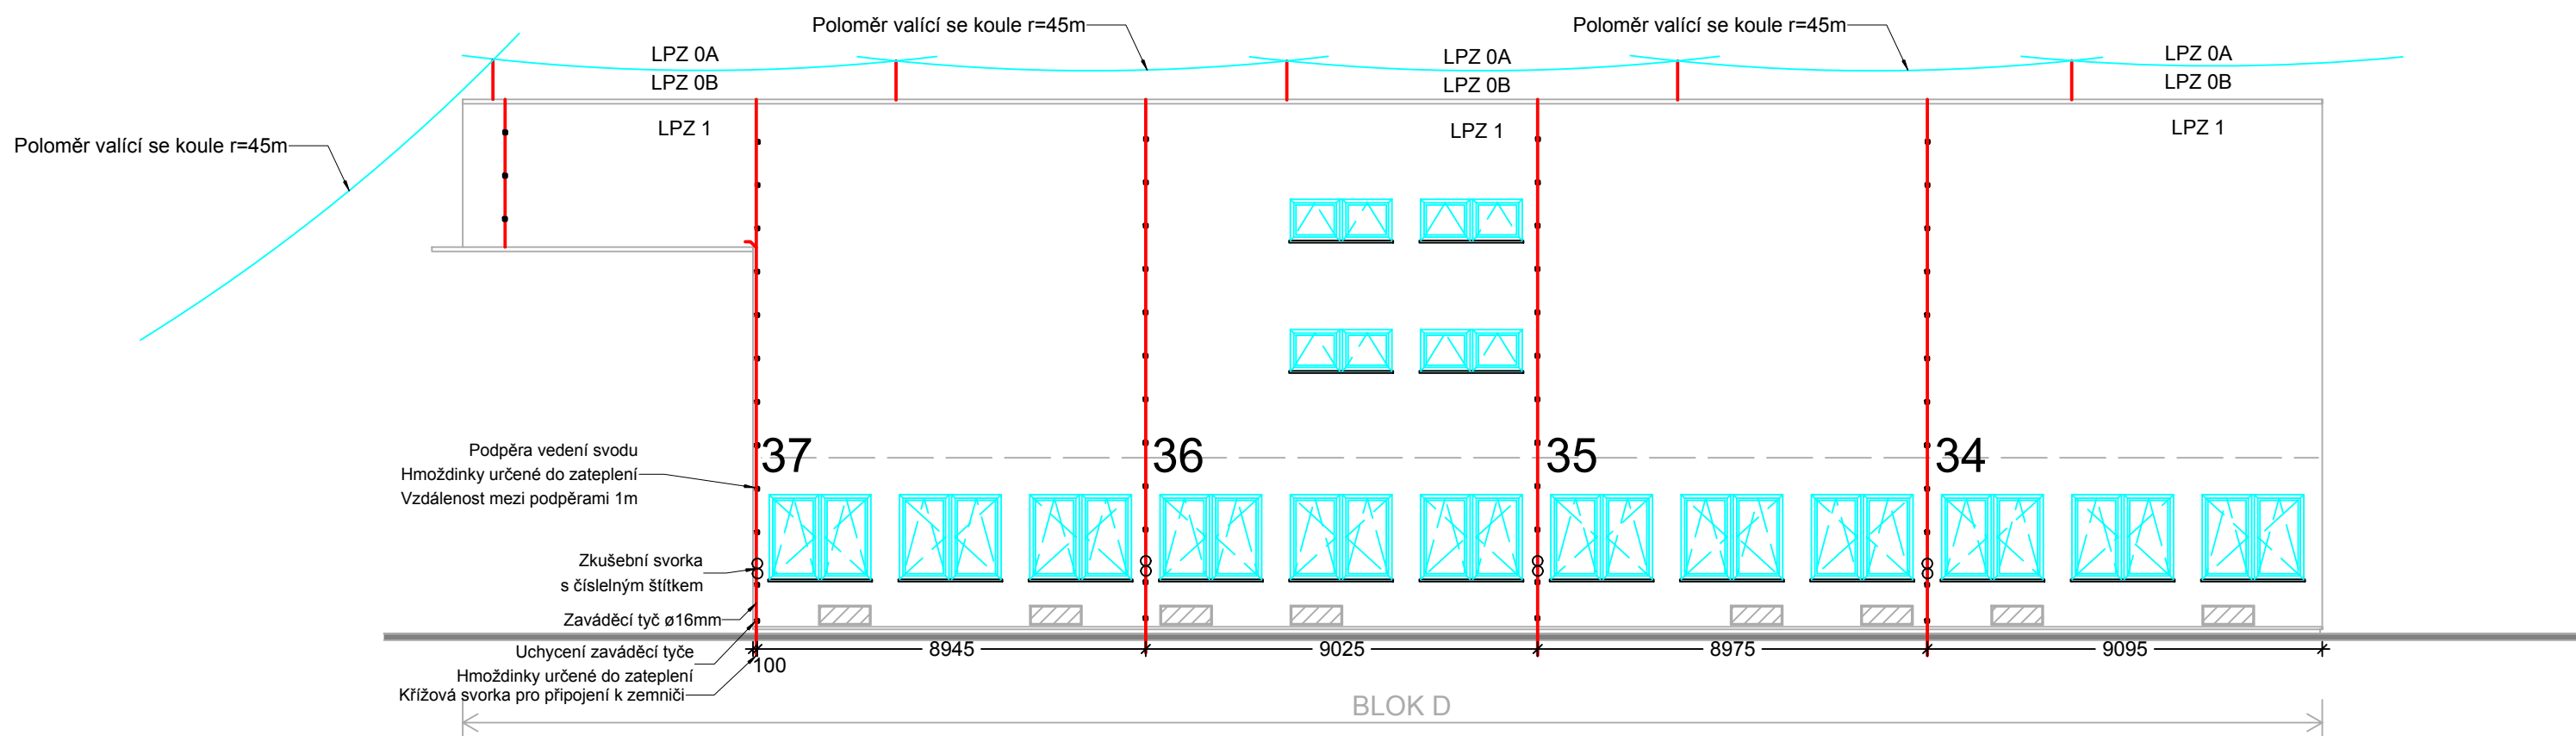 Poloměr valící se koule r=45m
Poloměr valící se koule r=45m
LPZ 0A
LPZ 0A
LPZ 0A
LPZ 0B
LPZ 0B
LPZ 0B
LPZ 1
LPZ 1
LPZ 1
Poloměr valící se koule r=45m
37
36
35
34
Podpěra vedení svodu
Hmoždinky určené do zateplení
Vzdálenost mezi podpěrami 1m
Zkušební svorka
s číslelným štítkem
Zaváděcí tyč ø16mm
Uchycení zaváděcí tyče
Hmoždinky určené do zateplení
Křížová svorka pro připojení k zemniči
100
8945
9025
8975
9095
BLOK D